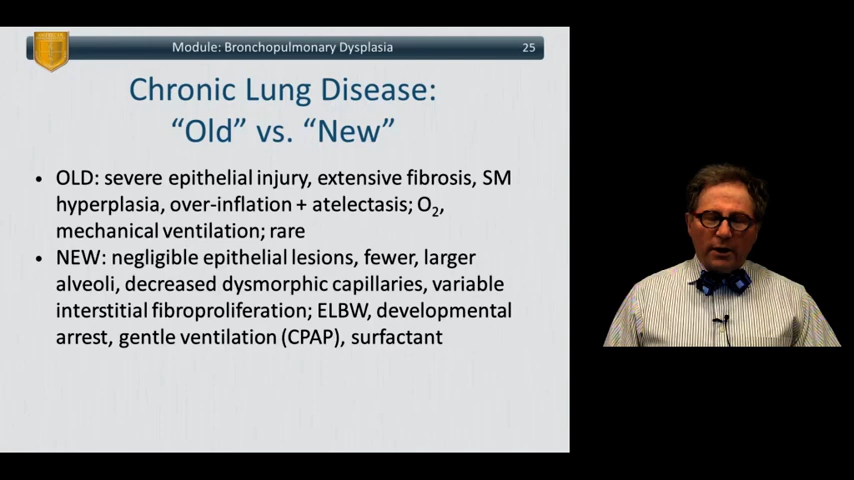 Module: Bronchopulmonary Dysplasia
25
Chronic Lung Disease:
“Old” vs. “New”
• OLD: severe epithelial injury, extensive fibrosis, SM
hyperplasia, over-inflation + atelectasis; O₂,
mechanical ventilation; rare
• NEW: negligible epithelial lesions, fewer, larger
alveoli, decreased dysmorphic capillaries, variable
interstitial fibroproliferation; ELBW, developmental
arrest, gentle ventilation (CPAP), surfactant